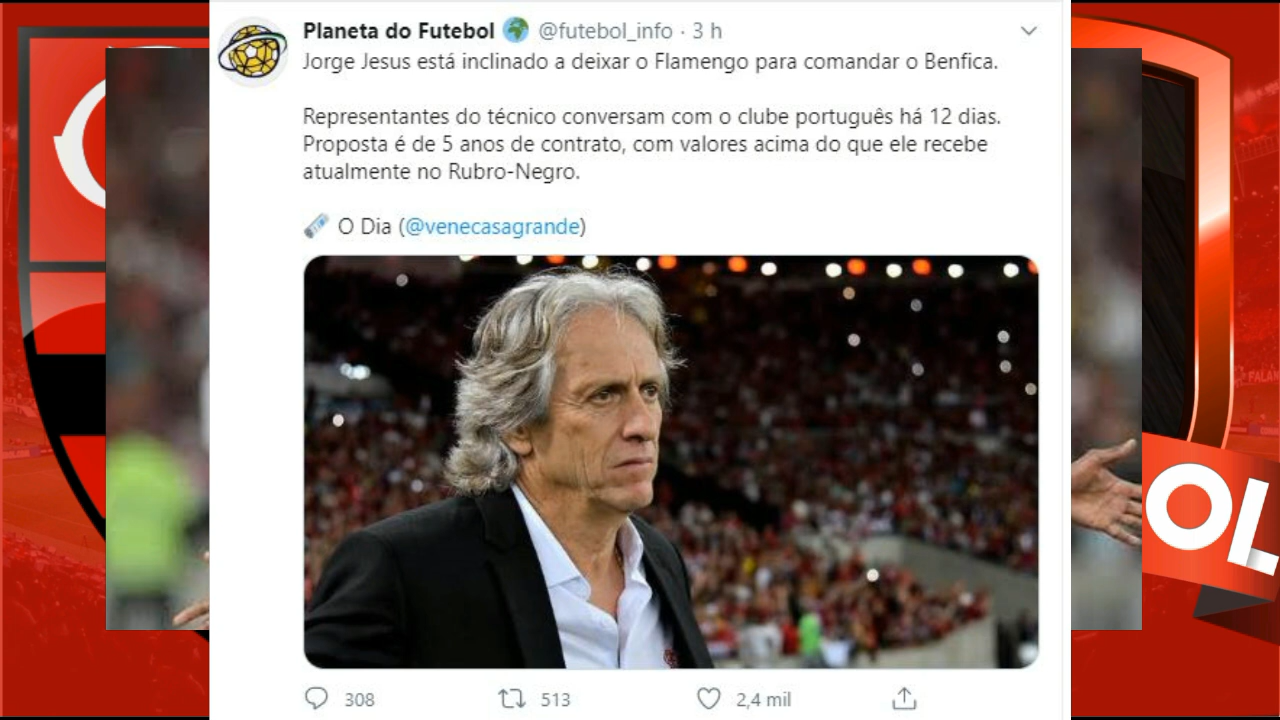 Planeta do Futebol @futebol_info · 3 h
Jorge Jesus está inclinado a deixar o Flamengo para comandar o Benfica.
Representantes do técnico conversam com o clube português há 12 dias.
Proposta é de 5 anos de contrato, com valores acima do que ele recebe
atualmente no Rubro-Negro.
O Dia (@venecasagrande)
308 513 2,4 mil
OL